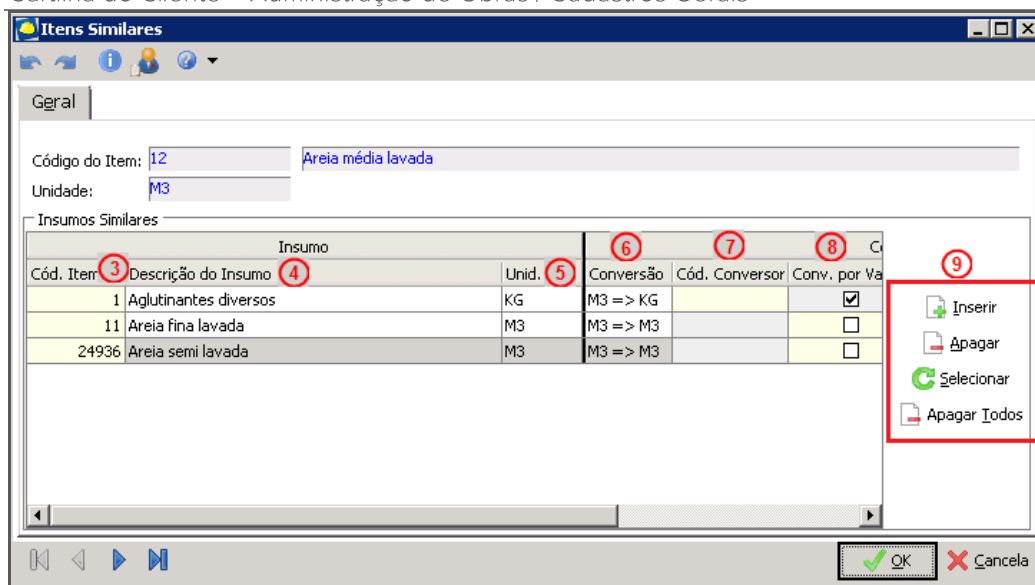 Itens Similares
Geral
Código do Item: 12 Areia média lavada
Unidade: M3
Insumos Similares
Insumo 6 7 8
Cód. Item 3 Descrição do Insumo 4 Unid. 5 Conversão Cód. Conversor Conv. por Va 9
1 Aglutinantes diversos KG M3 => KG
11 Areia fina lavada M3 M3 => M3
24936 Areia semi lavada M3 M3 => M3
Inserir
Apagar
Selecionar
Apagar Todos
OK Cancela